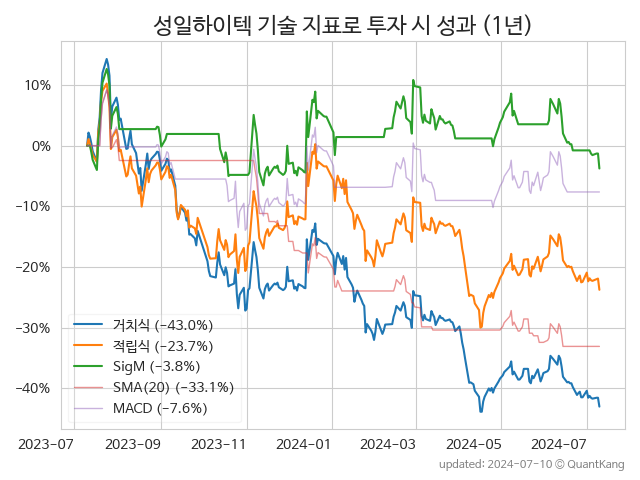 성일하이텍 기술 지표로 투자 시 성과 (1년)
10%
0%
−10%
−20%
−30%
−40%
거치식 (−43.0%)
적립식 (−23.7%)
SigM (−3.8%)
SMA(20) (−33.1%)
MACD (−7.6%)
2023-07 2023-09 2023-11 2024-01 2024-03 2024-05 2024-07
updated: 2024-07-10 © QuantKang